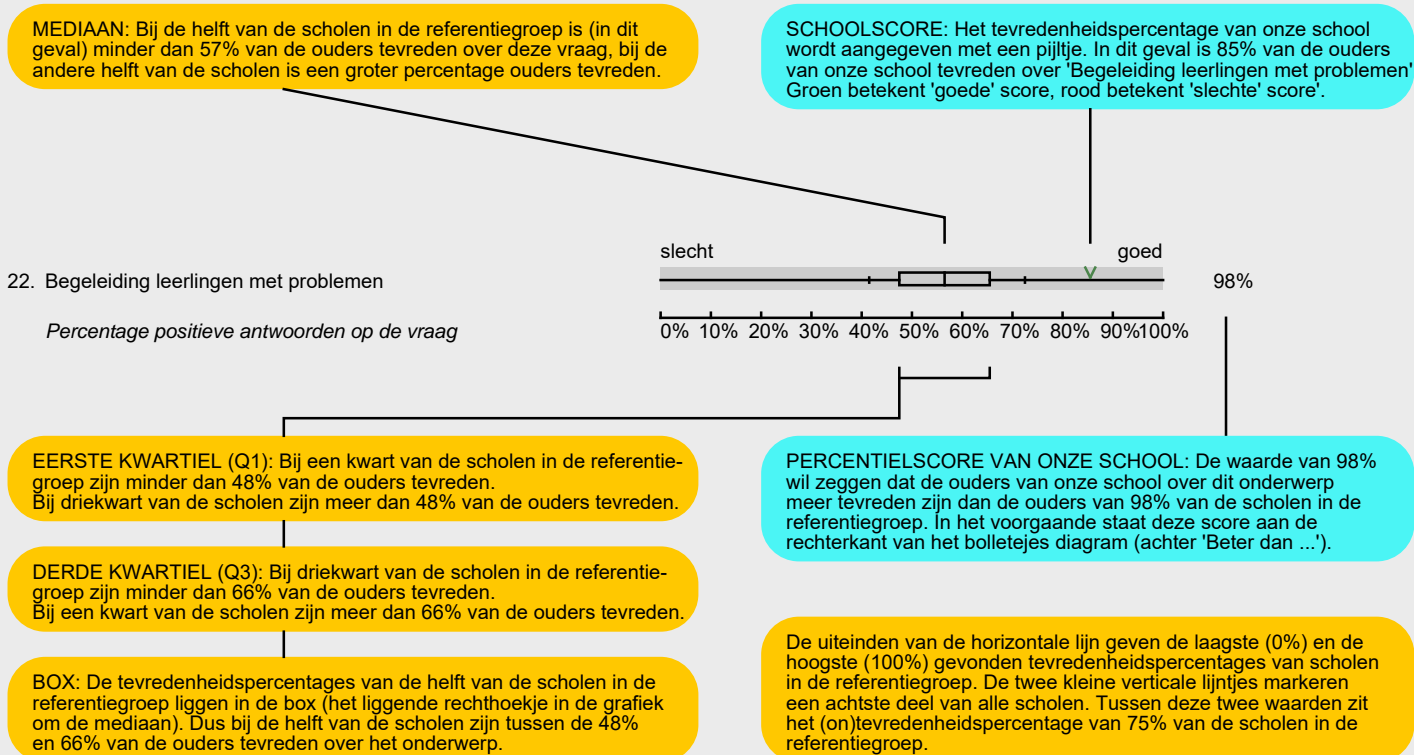 MEDIAAN: Bij de helft van de scholen in de referentiegroep is (in dit
geval) minder dan 57% van de ouders tevreden over deze vraag, bij de
andere helft van de scholen is een groter percentage ouders tevreden.
SCHOOLSCORE: Het tevredenheidspercentage van onze school
wordt aangegeven met een pijltje. In dit geval is 85% van de ouders
van onze school tevreden over 'Begeleiding leerlingen met problemen'
Groen betekent 'goede' score, rood betekent 'slechte' score'.
slecht goed
22. Begeleiding leerlingen met problemen 98%
Percentage positieve antwoorden op de vraag
0% 10% 20% 30% 40% 50% 60% 70% 80% 90%100%
EERSTE KWARTIEL (Q1): Bij een kwart van de scholen in de referentie-
groep zijn minder dan 48% van de ouders tevreden.
Bij driekwart van de scholen zijn meer dan 48% van de ouders tevreden.
DERDE KWARTIEL (Q3): Bij driekwart van de scholen in de referentie-
groep zijn minder dan 66% van de ouders tevreden.
Bij een kwart van de scholen zijn meer dan 66% van de ouders tevreden.
BOX: De tevredenheidspercentages van de helft van de scholen in de
referentiegroep liggen in de box (het liggende rechthoekje in de grafiek
om de mediaan). Dus bij de helft van de scholen zijn tussen de 48%
en 66% van de ouders tevreden over het onderwerp.
PERCENTIELSCORE VAN ONZE SCHOOL: De waarde van 98%
wil zeggen dat de ouders van onze school over dit onderwerp
meer tevreden zijn dan de ouders van 98% van de scholen in de
referentiegroep. In het voorgaande staat deze score aan de
rechterkant van het bolletejes diagram (achter 'Beter dan ...').
De uiteinden van de horizontale lijn geven de laagste (0%) en de
hoogste (100%) gevonden tevredenheidspercentages van scholen
in de referentiegroep. De twee kleine verticale lijntjes markeren
een achtste deel van alle scholen. Tussen deze twee waarden zit
het (on)tevredenheidspercentage van 75% van de scholen in de
referentiegroep.